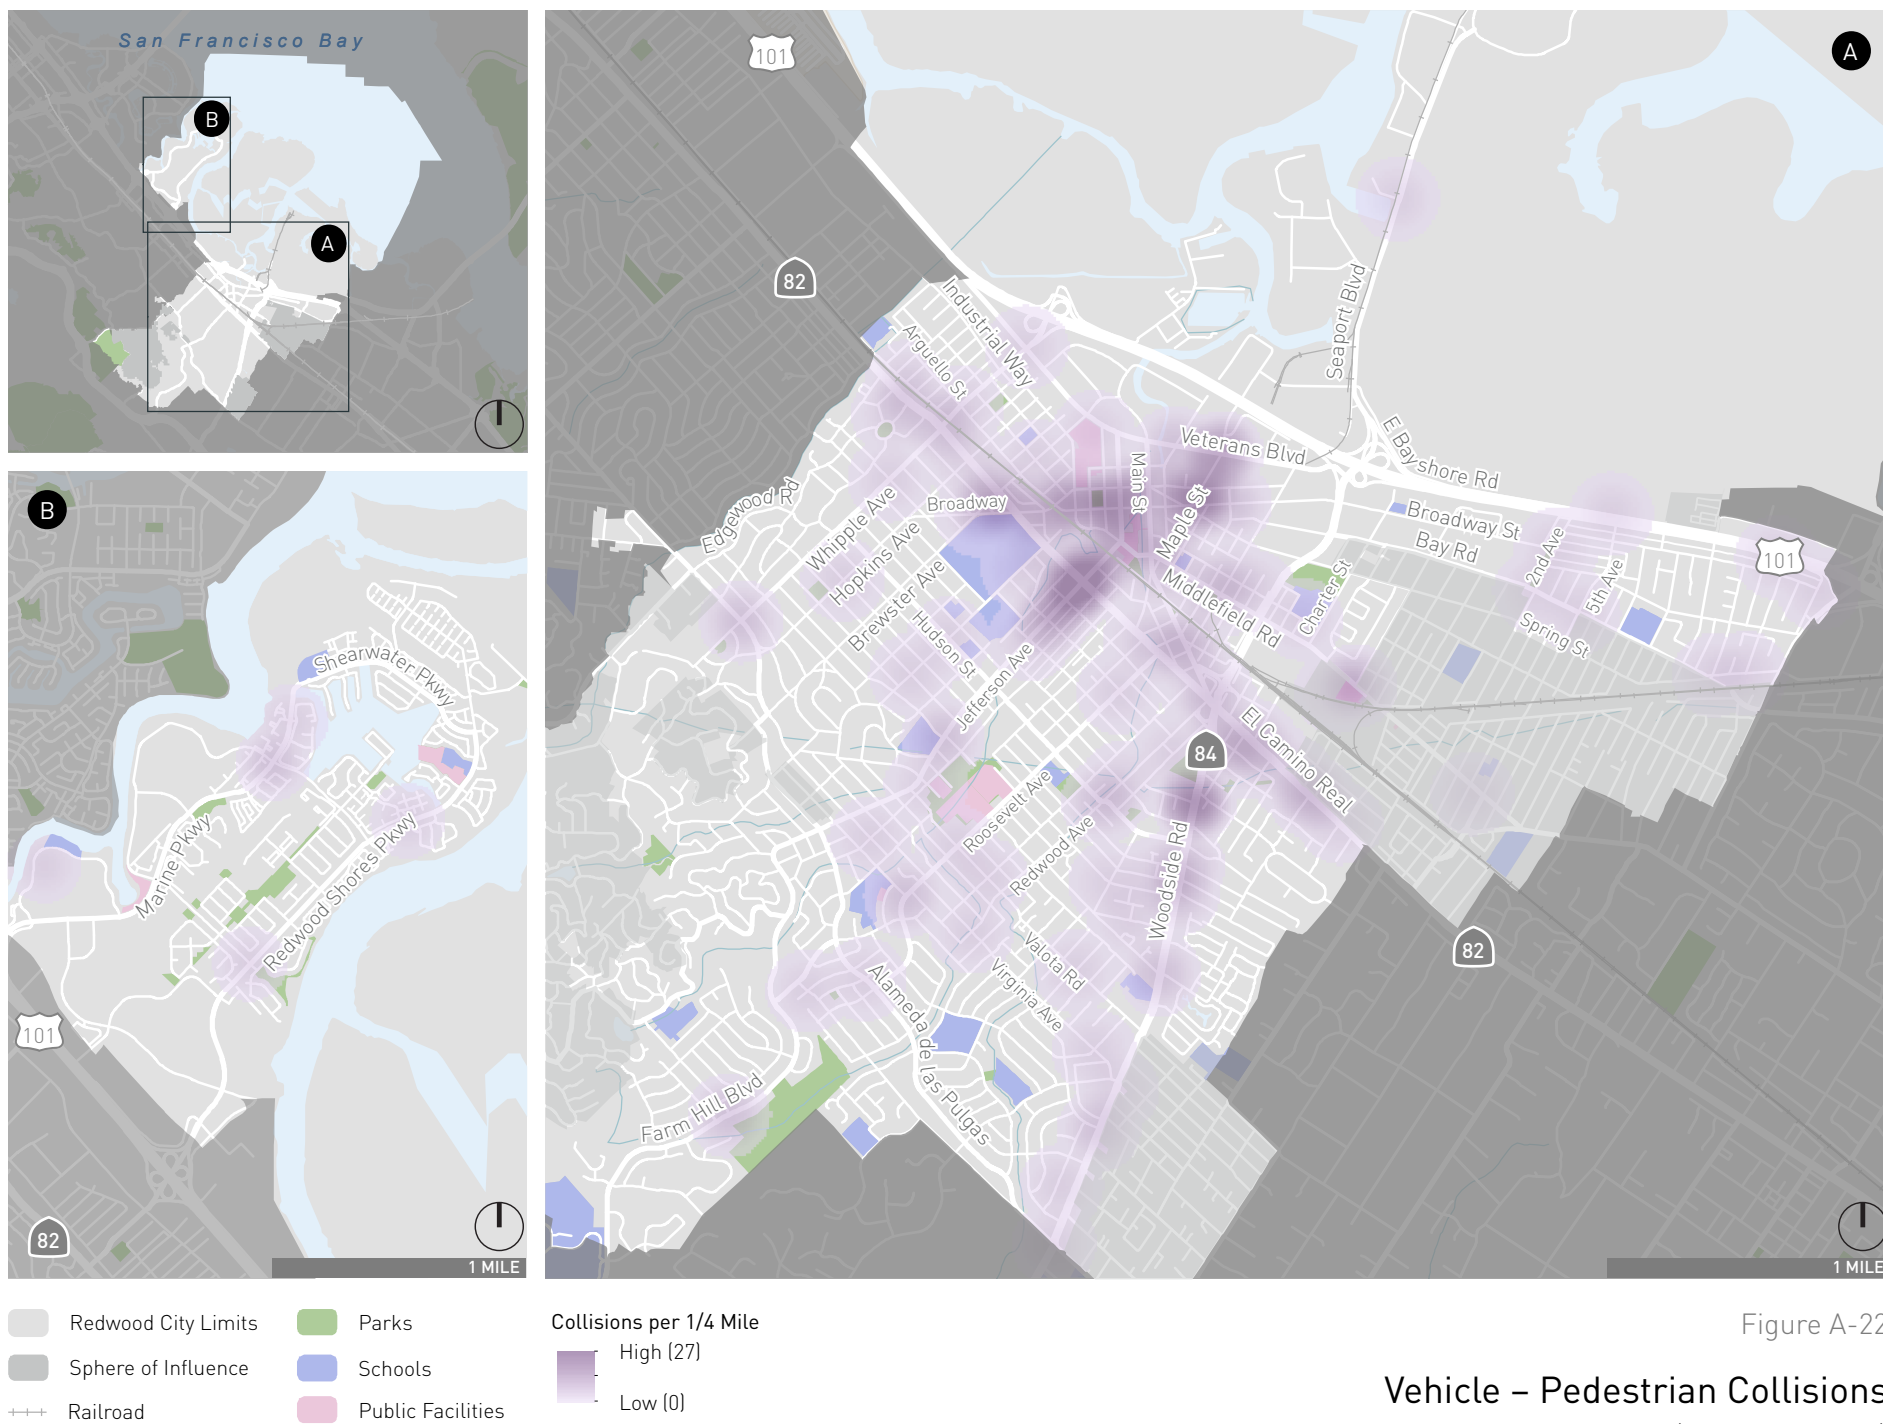 San Francisco Bay
B
A
B
Shearwater Pkwy
Marine Pkwy
Redwood Shores Pkwy
101
82
1 MILE
A
101
82
Industrial Way
Arguello St
Seaport Blvd
Veterans Blvd
E Bayshore Rd
Main St
Maple St
Broadway
Edgewood Rd
Whipple Ave
Hopkins Ave
Brewster Ave
Hudson St
Jefferson Ave
Middlefield Rd
Charter St
Broadway St
Bay Rd
2nd Ave
5th Ave
Spring St
101
84
El Camino Real
Roosevelt Ave
Redwood Ave
Woodside Rd
Valota Rd
Virginia Ave
Alameda de las Pulgas
Farm Hill Blvd
82
1 MILE
Redwood City Limits
Sphere of Influence
Railroad
Parks
Schools
Public Facilities
Collisions per 1/4 Mile
High (27)
Low (0)
Figure A-22
Vehicle – Pedestrian Collisions